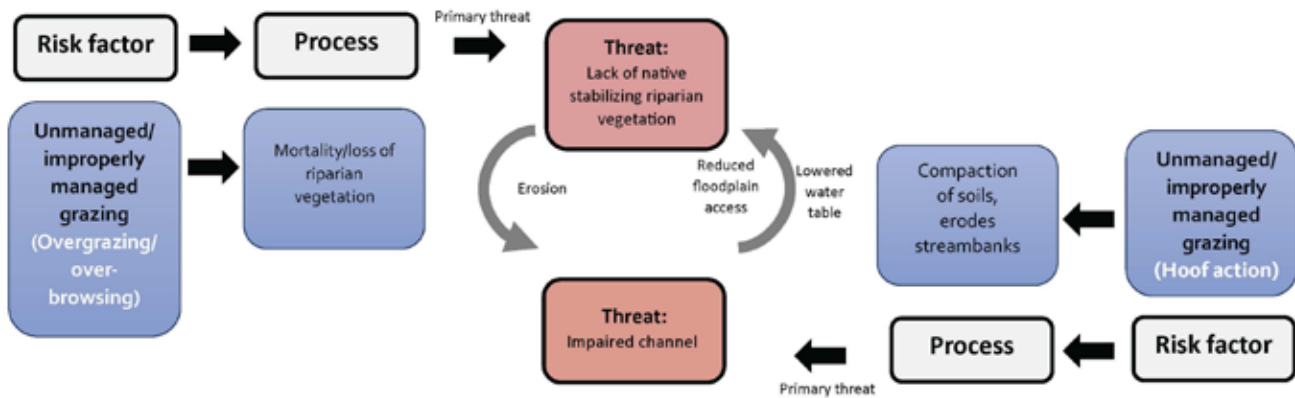 Risk factor
Process
Primary threat
Threat:
Lack of native
stabilizing riparian
vegetation
Unmanaged/
improperly
managed
grazing
(Overgrazing/
over-
browsing)
Mortality/loss of
riparian
vegetation
Erosion
Reduced
floodplain
access
Lowered
water
table
Compaction
of soils,
erodes
streambanks
Unmanaged/
improperly
managed
grazing
(Hoof action)
Threat:
Impaired channel
Primary threat
Process
Risk factor